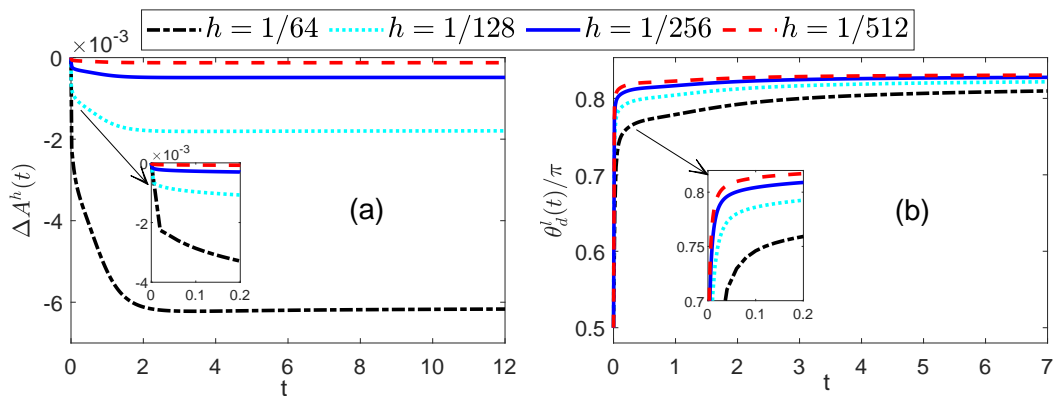 h = 1/64 h = 1/128 h = 1/256 h = 1/512
×10⁻³
0
-2
-4
-6
ΔAʰ(t)
0 2 4 6 8 10 12
t
(a)
×10⁻³
0
-2
-4
0 0.1 0.2
0.8
0.7
0.6
0.5
θₐˡ(t)/π
0 1 2 3 4 5 6 7
t
(b)
0.8
0.75
0.7
0 0.1 0.2